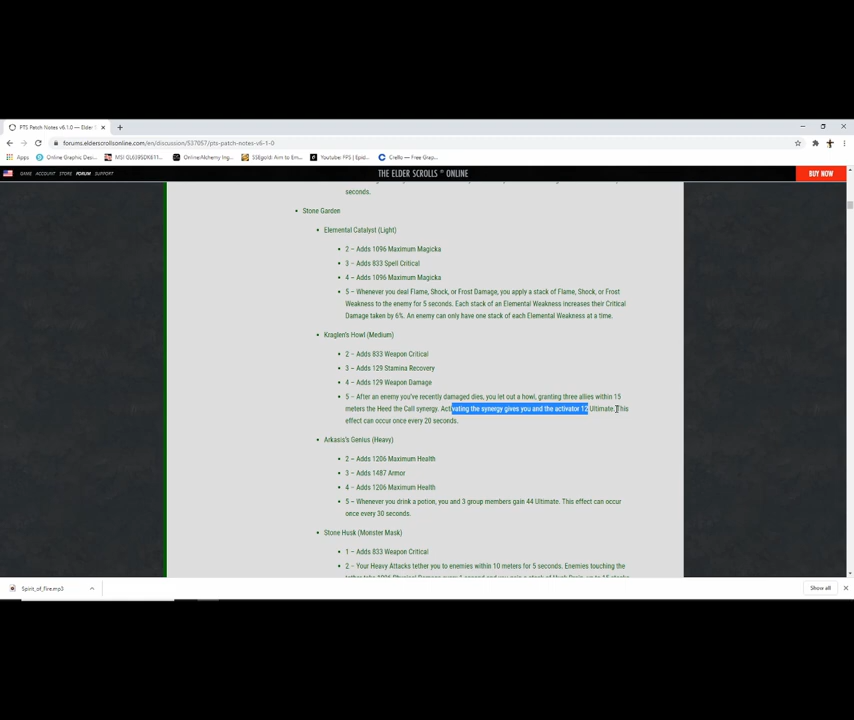 PTS Patch Notes v6.1.0 — Elder
forums.elderscrollsonline.com/en/discussion/537057/pts-patch-notes-v6-1-0
Apps Online Graphic Desi... MSI GL639SDK611... Online:Alchemy Ing... SSEgold: Aim to Em... Youtube: FPS | Epid... Crello — Free Grap...
GAME ACCOUNT STORE FORUM SUPPORT THE ELDER SCROLLS ONLINE BUY NOW
seconds.
Stone Garden
Elemental Catalyst (Light)
2 – Adds 1096 Maximum Magicka
3 – Adds 833 Spell Critical
4 – Adds 1096 Maximum Magicka
5 – Whenever you deal Flame, Shock, or Frost Damage, you apply a stack of Flame, Shock, or Frost
Weakness to the enemy for 5 seconds. Each stack of an Elemental Weakness increases their Critical
Damage taken by 6%. An enemy can only have one stack of each Elemental Weakness at a time.
Kraglen's Howl (Medium)
2 – Adds 833 Weapon Critical
3 – Adds 129 Stamina Recovery
4 – Adds 129 Weapon Damage
5 – After an enemy you've recently damaged dies, you let out a howl, granting three allies within 15
meters the Heed the Call synergy. Activating the synergy gives you and the activator 12 Ultimate. This
effect can occur once every 20 seconds.
Arkasis's Genius (Heavy)
2 – Adds 1206 Maximum Health
3 – Adds 1487 Armor
4 – Adds 1206 Maximum Health
5 – Whenever you drink a potion, you and 3 group members gain 44 Ultimate. This effect can occur
once every 30 seconds.
Stone Husk (Monster Mask)
1 – Adds 833 Weapon Critical
2 – Your Heavy Attacks tether you to enemies within 10 meters for 5 seconds. Enemies touching the
Spirit_of_Fire.mp3 Show all